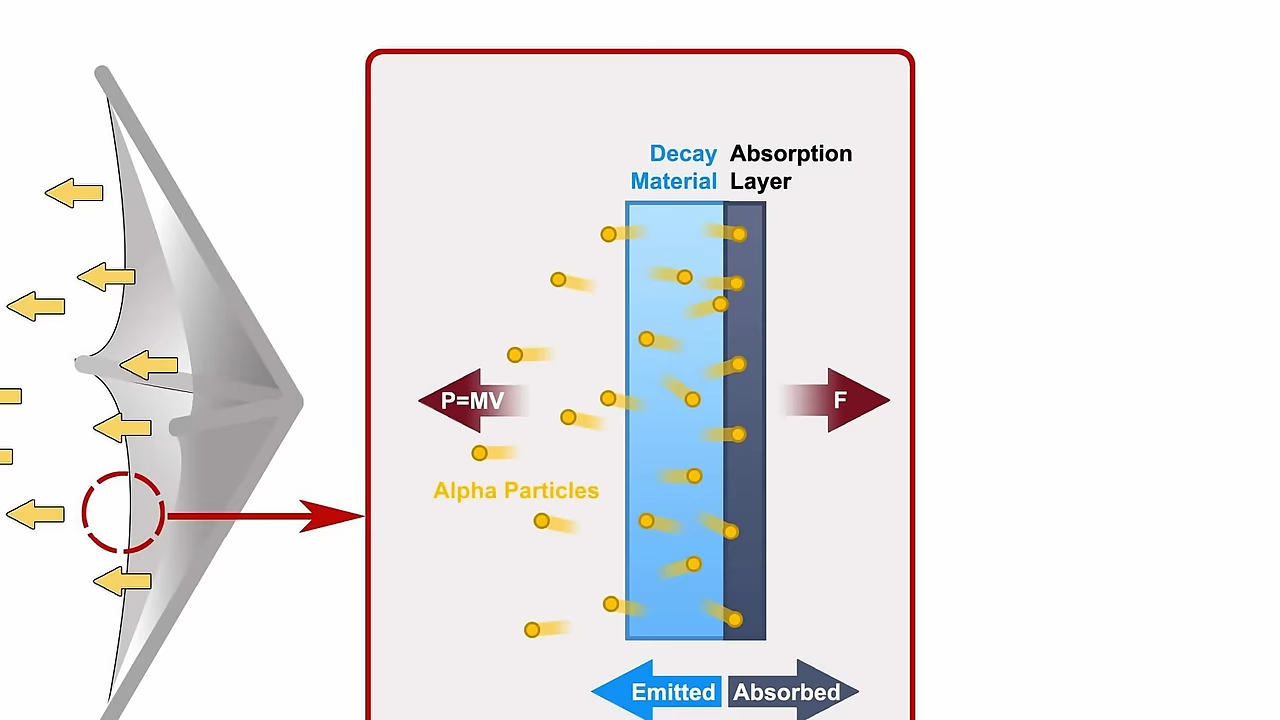 Decay
Material
Absorption
Layer
P=MV
F
Alpha Particles
Emitted
Absorbed